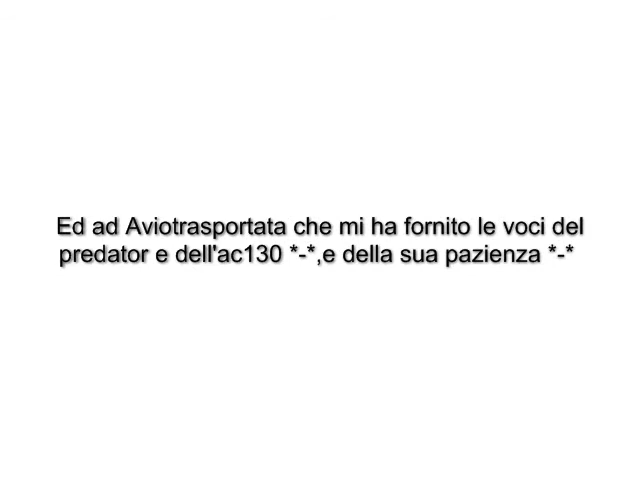 Ed ad Aviotrasportata che mi ha fornito le voci del
predator e dell'ac130 *-*,e della sua pazienza *-*